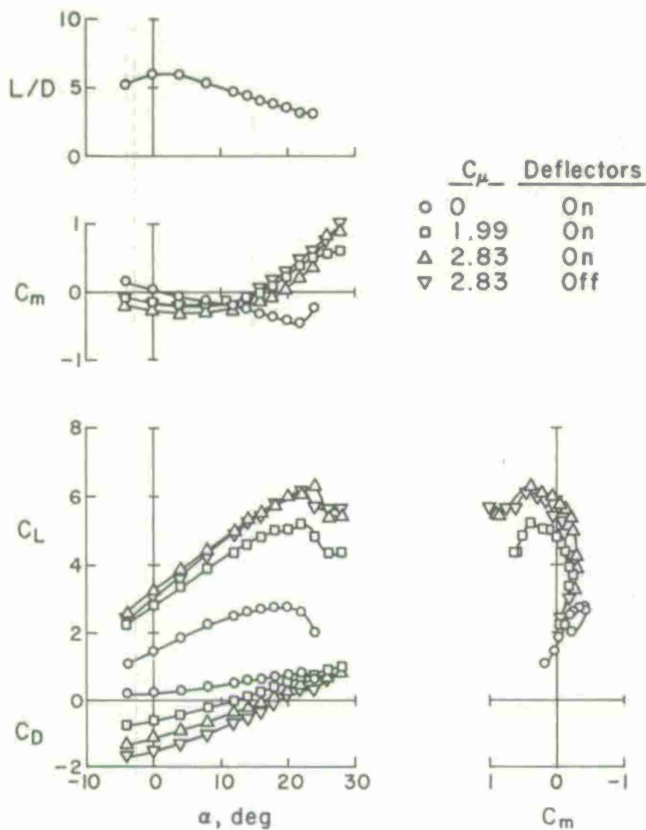 10
L/D 5
0
Cμ Deflectors
○ 0 On
□ 1.99 On
△ 2.83 On
▽ 2.83 Off
1
Cm 0
-1
8
6
CL 4
2
0
CD
-2
-10 0 10 20 30
α, deg
1 0 -1
Cm